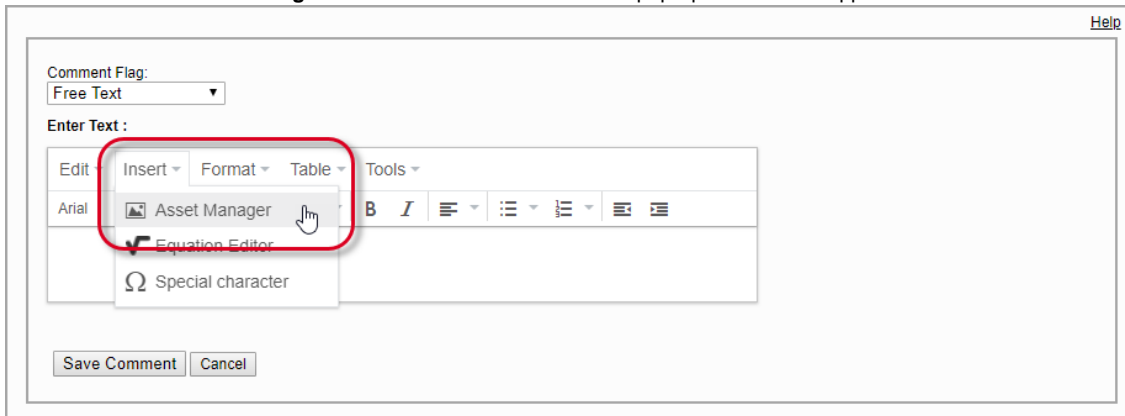 Help
Comment Flag:
Free Text
Enter Text :
Edit Insert Format Table Tools
Arial B I
Asset Manager
Equation Editor
Special character
Save Comment Cancel